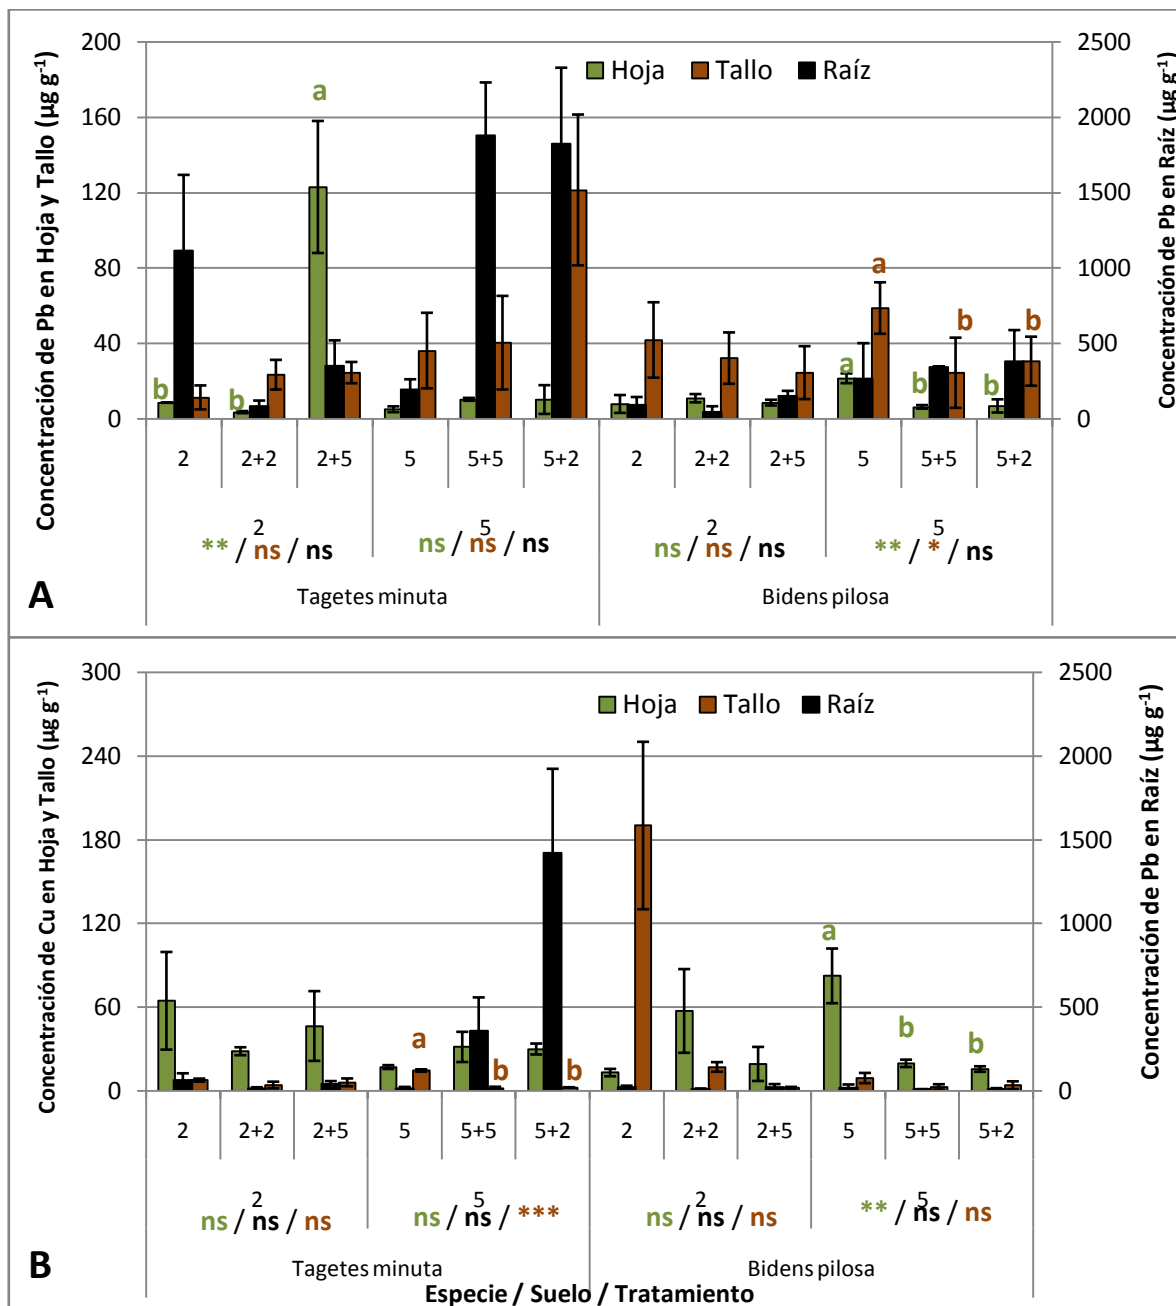 Concentración de Pb en Hoja y Tallo (µg g⁻¹)
200
160
120
80
40
0
Hoja Tallo Raíz
2500
2000
1500
1000
500
0
Concentración de Pb en Raíz (µg g⁻¹)
b b a a b b a b b
2 2+2 2+5 5 5+5 5+2 2 2+2 2+5 5 5+5 5+2
2 5 2 5
** / ns / ns ns / ns / ns ns / ns / ns ** / * / ns
Tagetes minuta Bidens pilosa
A
Concentración de Cu en Hoja y Tallo (µg g⁻¹)
300
240
180
120
60
0
Hoja Tallo Raíz
2500
2000
1500
1000
500
0
Concentración de Pb en Raíz (µg g⁻¹)
a b b a b b
2 2+2 2+5 5 5+5 5+2 2 2+2 2+5 5 5+5 5+2
2 5 2 5
ns / ns / ns ns / ns / *** ns / ns / ns ** / ns / ns
Tagetes minuta Bidens pilosa
B
Especie / Suelo / Tratamiento